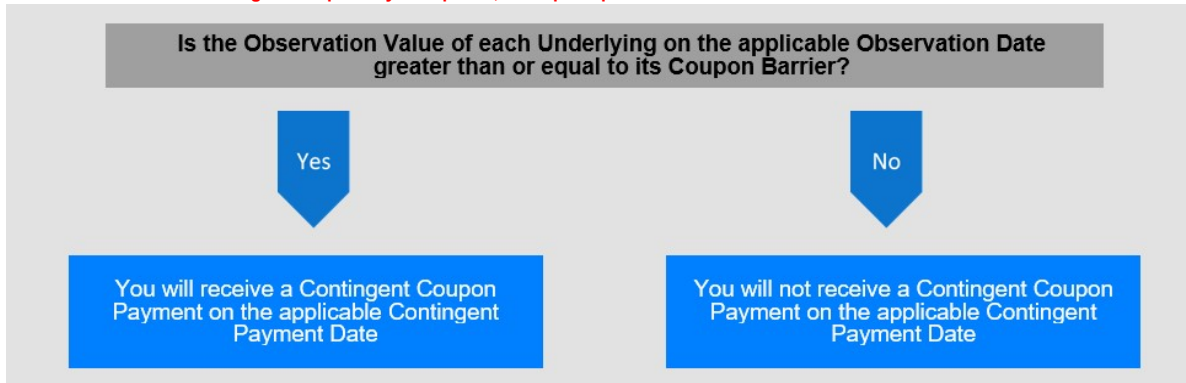 Is the Observation Value of each Underlying on the applicable Observation Date
greater than or equal to its Coupon Barrier?
Yes
No
You will receive a Contingent Coupon
Payment on the applicable Contingent
Payment Date
You will not receive a Contingent Coupon
Payment on the applicable Contingent
Payment Date